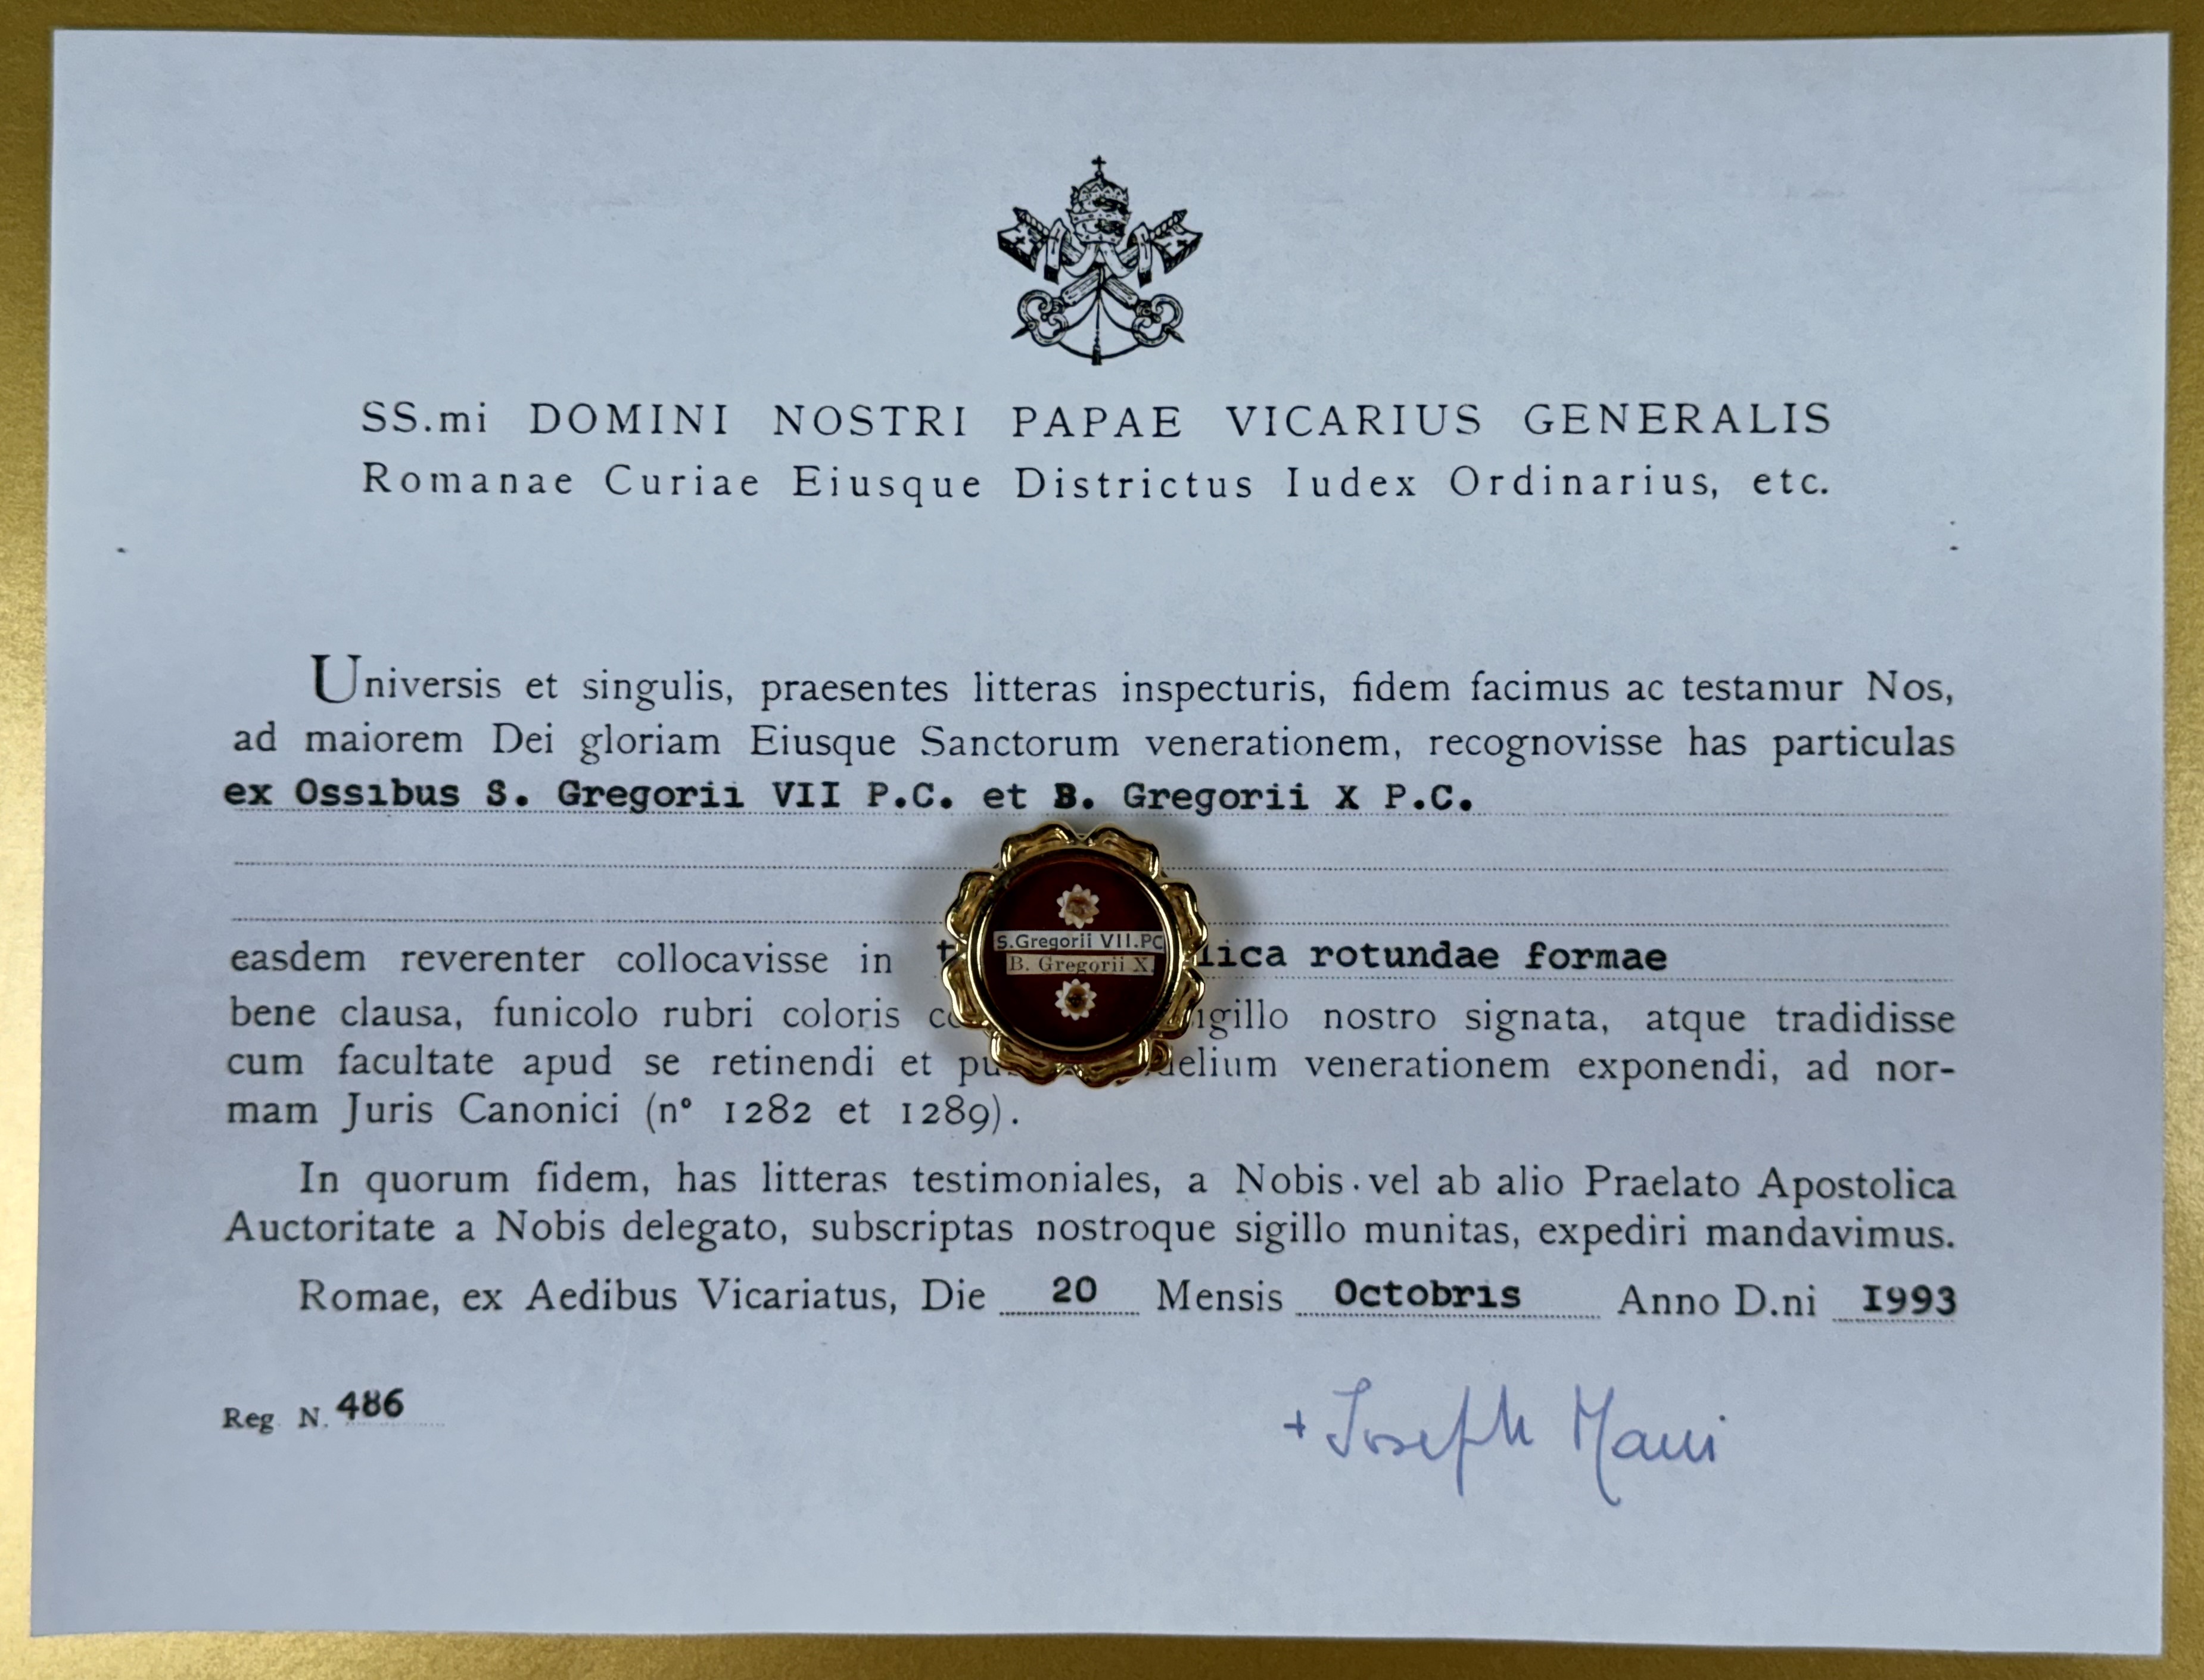 SS.mi DOMINI NOSTRI PAPAE VICARIUS GENERALIS
Romanae Curiae Eiusque Districtus Iudex Ordinarius, etc.
Universis et singulis, praesentes litteras inspecturis, fidem facimus ac testamur Nos,
ad maiorem Dei gloriam Eiusque Sanctorum venerationem, recognovisse has particulas
ex Ossibus S. Gregorii VII P.C. et B. Gregorii X P.C.
easdem reverenter collocavisse in rotundae formae
S.Gregorii VII.PC
B. Gregorii X.
bene clausa, funicolo rubri coloris nostro signata, atque tradidisse
cum facultate apud se retinendi et venerationem exponendi, ad nor-
mam Juris Canonici (n° 1282 et 1289).
In quorum fidem, has litteras testimoniales, a Nobis vel ab alio Praelato Apostolica
Auctoritate a Nobis delegato, subscriptas nostroque sigillo munitas, expediri mandavimus.
Romae, ex Aedibus Vicariatus, Die 20 Mensis Octobris Anno D.ni 1993
Reg. N. 486
+ Joseph Mani